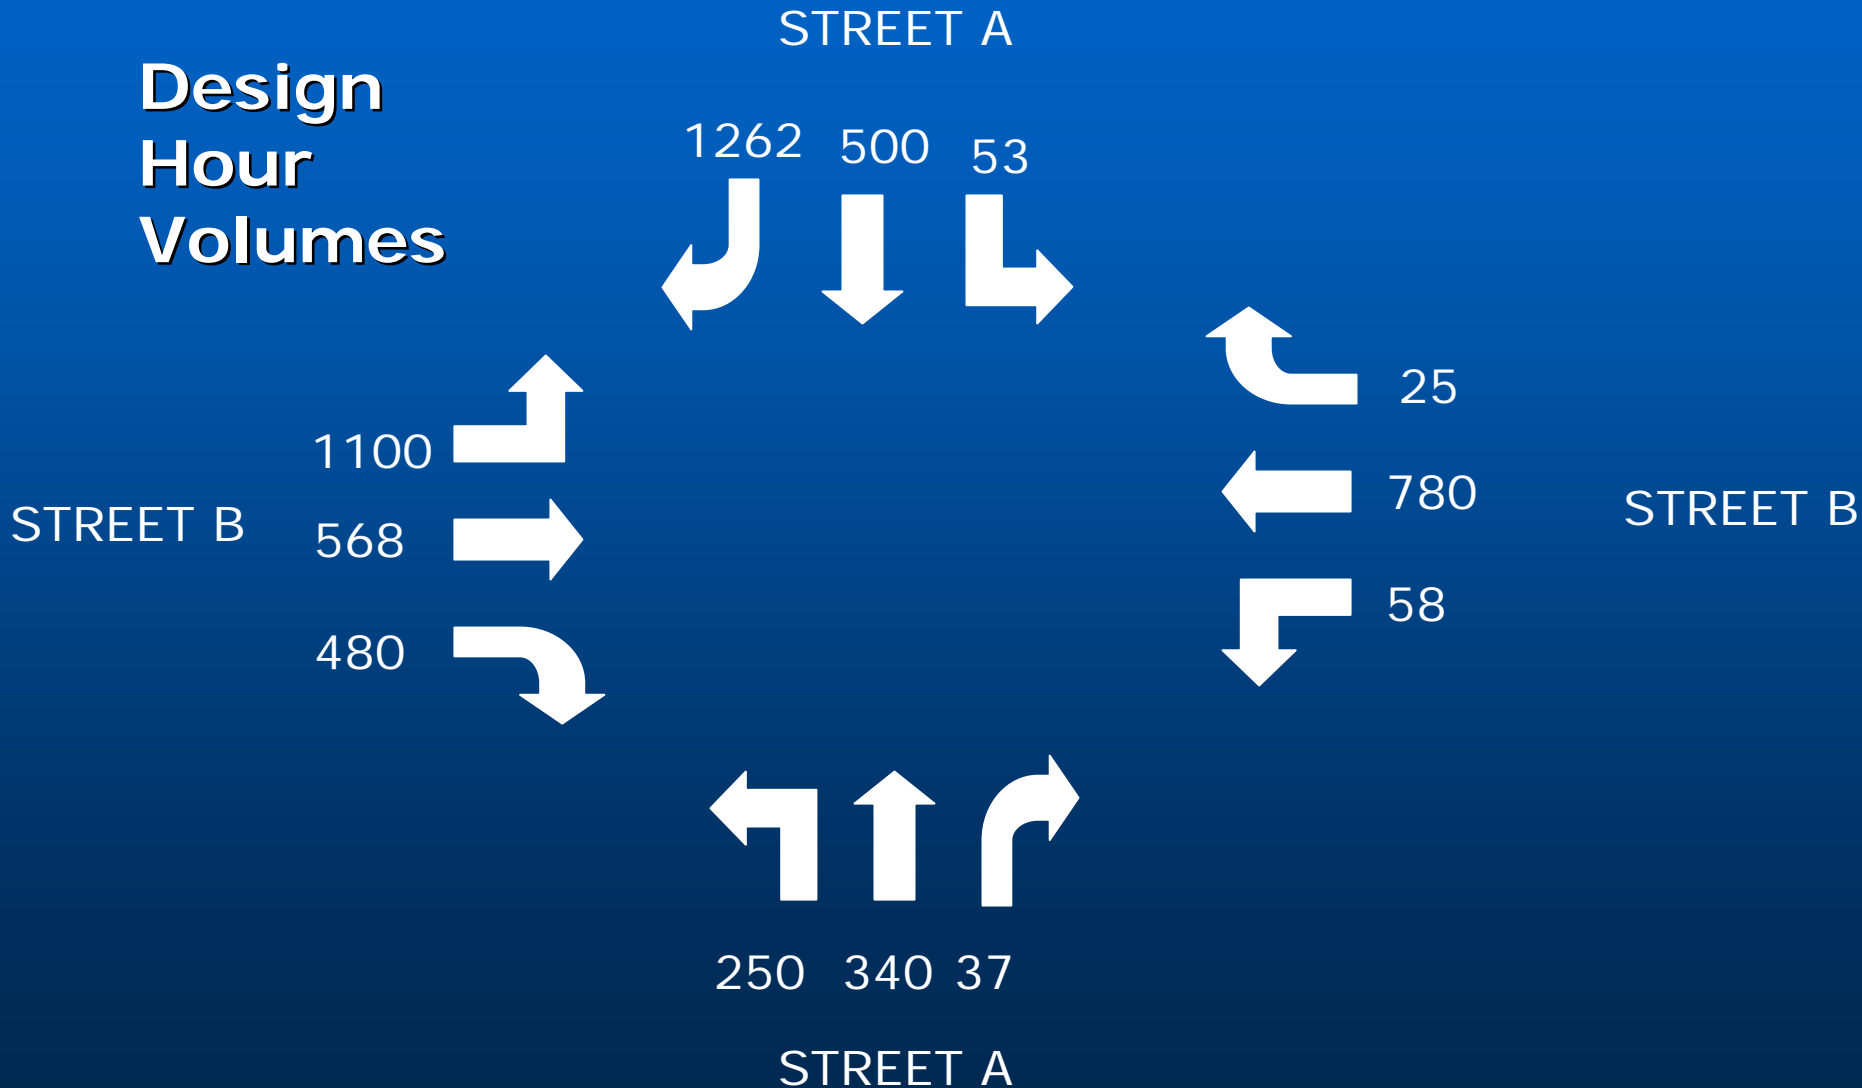 STREET A
Design
Hour
Volumes
1262 500 53
25
1100
780
STREET B 568 STREET B
58
480
250 340 37
STREET A